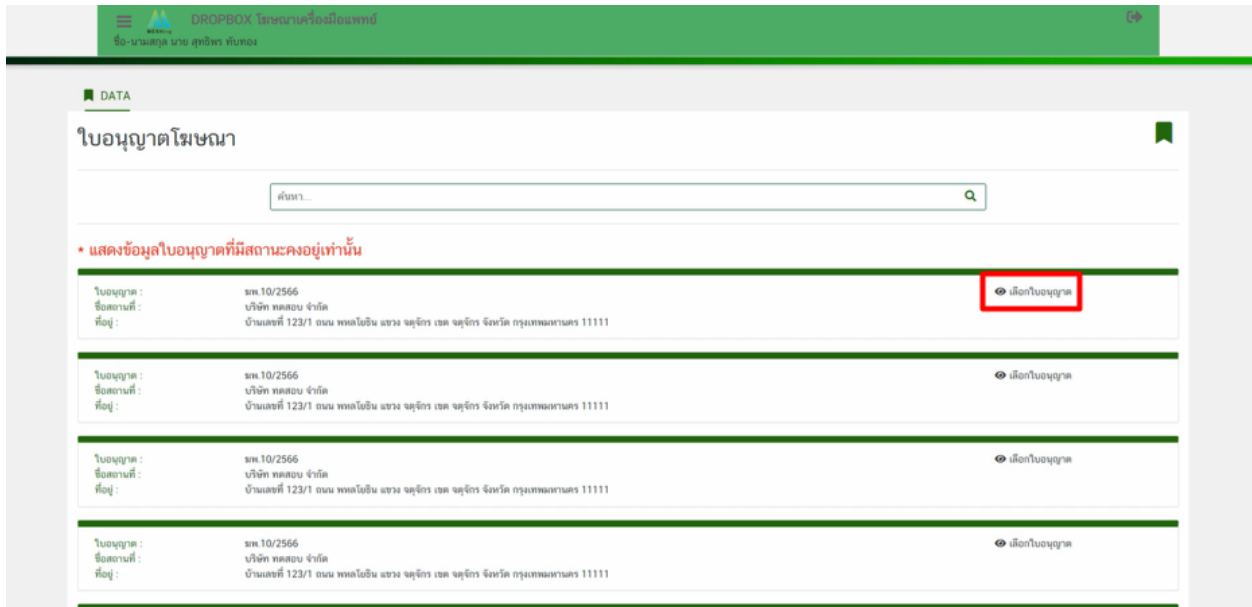 DROPBOX โฆษณาเครื่องมือแพทย์
ชื่อ-นามสกุล นาย สุทธิพร ทับทอง
DATA
ใบอนุญาตโฆษณา
ค้นหา...
* แสดงข้อมูลใบอนุญาตที่มีสถานะคงอยู่เท่านั้น
ใบอนุญาต : ฆพ.10/2566 เลือกใบอนุญาต
ชื่อสถานที่ : บริษัท ทดสอบ จำกัด
ที่อยู่ : บ้านเลขที่ 123/1 ถนน พหลโยธิน แขวง จตุจักร เขต จตุจักร จังหวัด กรุงเทพมหานคร 11111
ใบอนุญาต : ฆพ.10/2566 เลือกใบอนุญาต
ชื่อสถานที่ : บริษัท ทดสอบ จำกัด
ที่อยู่ : บ้านเลขที่ 123/1 ถนน พหลโยธิน แขวง จตุจักร เขต จตุจักร จังหวัด กรุงเทพมหานคร 11111
ใบอนุญาต : ฆพ.10/2566 เลือกใบอนุญาต
ชื่อสถานที่ : บริษัท ทดสอบ จำกัด
ที่อยู่ : บ้านเลขที่ 123/1 ถนน พหลโยธิน แขวง จตุจักร เขต จตุจักร จังหวัด กรุงเทพมหานคร 11111
ใบอนุญาต : ฆพ.10/2566 เลือกใบอนุญาต
ชื่อสถานที่ : บริษัท ทดสอบ จำกัด
ที่อยู่ : บ้านเลขที่ 123/1 ถนน พหลโยธิน แขวง จตุจักร เขต จตุจักร จังหวัด กรุงเทพมหานคร 11111